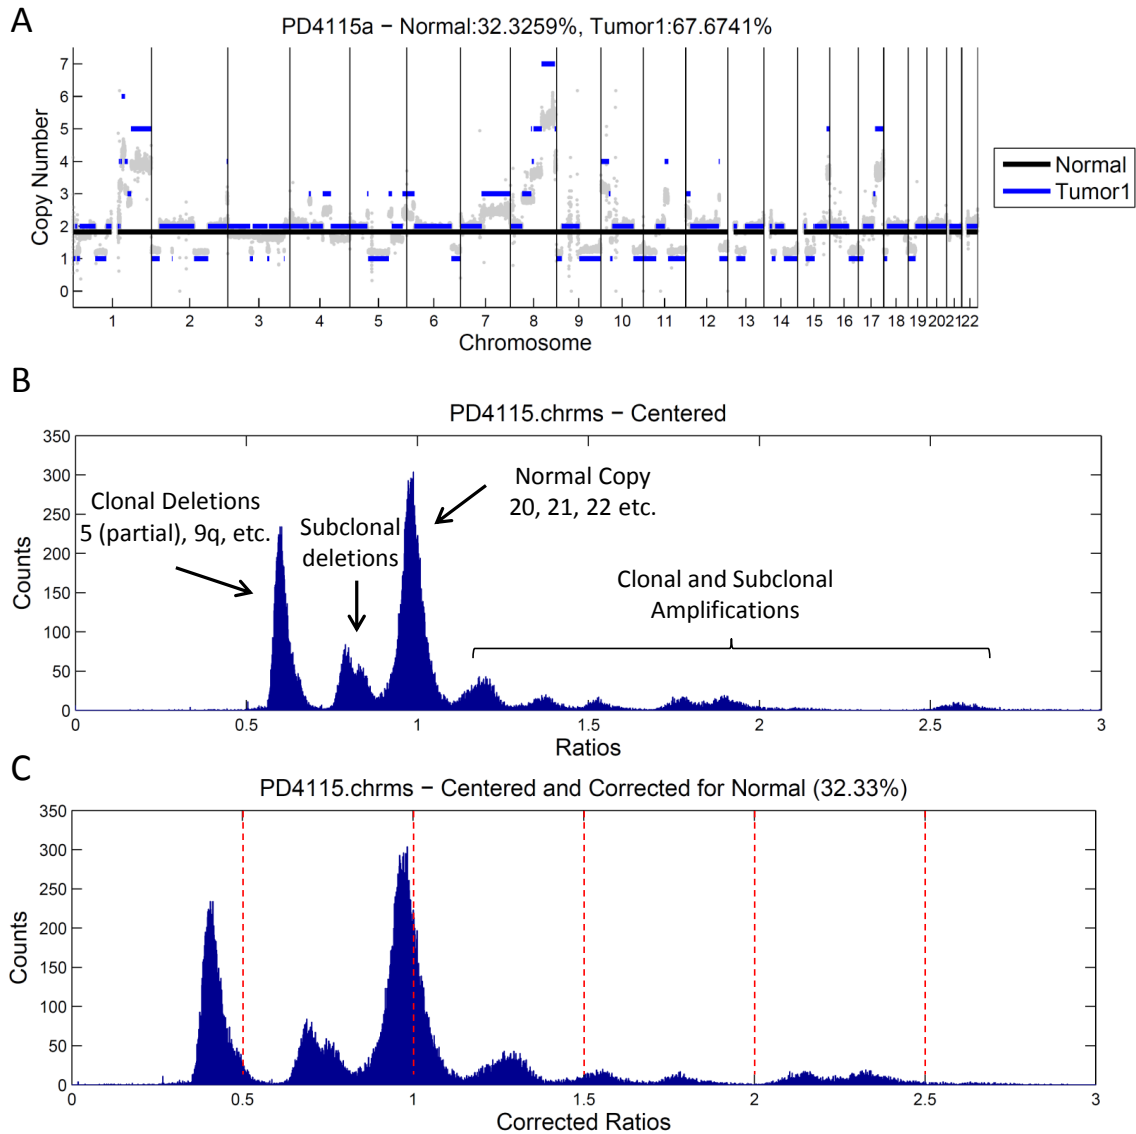 A
PD4115a − Normal:32.3259%, Tumor1:67.6741%
7
6
5
4
3
2
1
0
Copy Number
1 2 3 4 5 6 7 8 9 10 11 12 13 14 15 16 17 18 19 20 21 22
Chromosome
Normal
Tumor1
B
PD4115.chrms − Centered
350
300
250
200
150
100
50
0
Counts
Clonal Deletions
5 (partial), 9q, etc.
Subclonal
deletions
Normal Copy
20, 21, 22 etc.
Clonal and Subclonal
Amplifications
0 0.5 1 1.5 2 2.5 3
Ratios
C
PD4115.chrms − Centered and Corrected for Normal (32.33%)
350
300
250
200
150
100
50
0
Counts
0 0.5 1 1.5 2 2.5 3
Corrected Ratios